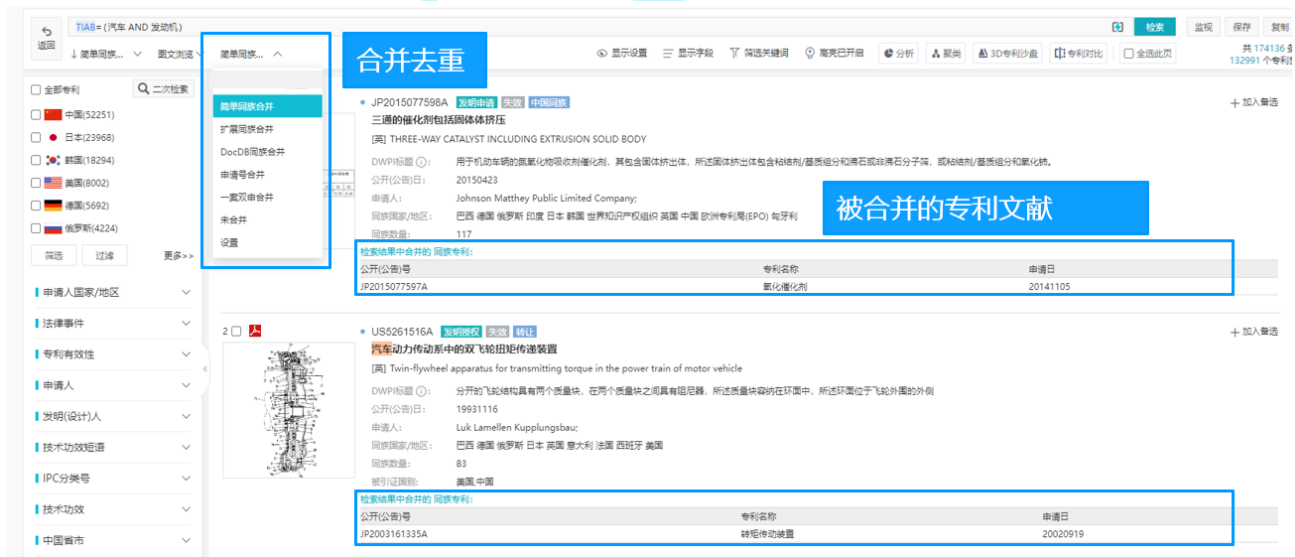 返回
TIAB= (汽车 AND 发动机)
检索
监视
保存
复制
↓简单同族...
图文浏览
简单同族...
合并去重
显示设置
显示字段
筛选关键词
高亮已开启
分析
聚类
3D专利沙盘
专利对比
全选此页
共 174136 条
132991 个专利族
全部专利
二次检索
中国(52251)
日本(23968)
韩国(18294)
美国(8002)
德国(5692)
俄罗斯(4224)
筛选
过滤
更多>>
申请人国家/地区
法律事件
专利有效性
申请人
发明(设计)人
技术功效短语
IPC分类号
技术功效
中国省市
简单同族合并
扩展同族合并
DocDB同族合并
申请号合并
一案双申合并
未合并
设置
JP2015077598A 发明申请 失效 中国同族
加入备选
三通的催化剂包括固体体挤压
[英] THREE-WAY CATALYST INCLUDING EXTRUSION SOLID BODY
DWPI标题 : 用于机动车辆的氮氧化物吸收剂催化剂，其包含固体挤出体，所述固体挤出体包含粘结剂/基质组分和沸石或非沸石分子筛，或粘结剂/基质组分和氧化铈。
公开(公告)日: 20150423
申请人: Johnson Matthey Public Limited Company;
同族国家/地区: 巴西 德国 俄罗斯 印度 日本 韩国 世界知识产权组织 英国 中国 欧洲专利局(EPO) 匈牙利
同族数量: 117
被合并的专利文献
检索结果中合并的 同族专利:
公开(公告)号 专利名称 申请日
JP2015077597A 氧化催化剂 20141105
2
US5261516A 发明授权 失效 转让
加入备选
汽车动力传动系中的双飞轮扭矩传递装置
[英] Twin-flywheel apparatus for transmitting torque in the power train of motor vehicle
DWPI标题 : 分开的飞轮结构具有两个质量块，在两个质量块之间具有阻尼器，所述质量块容纳在环面中，所述环面位于飞轮外围的外侧
公开(公告)日: 19931116
申请人: Luk Lamellen Kupplungsbau;
同族国家/地区: 巴西 德国 俄罗斯 日本 英国 意大利 法国 西班牙 美国
同族数量: 83
被引证国别: 美国,中国
检索结果中合并的 同族专利:
公开(公告)号 专利名称 申请日
JP2003161335A 转矩传动装置 20020919